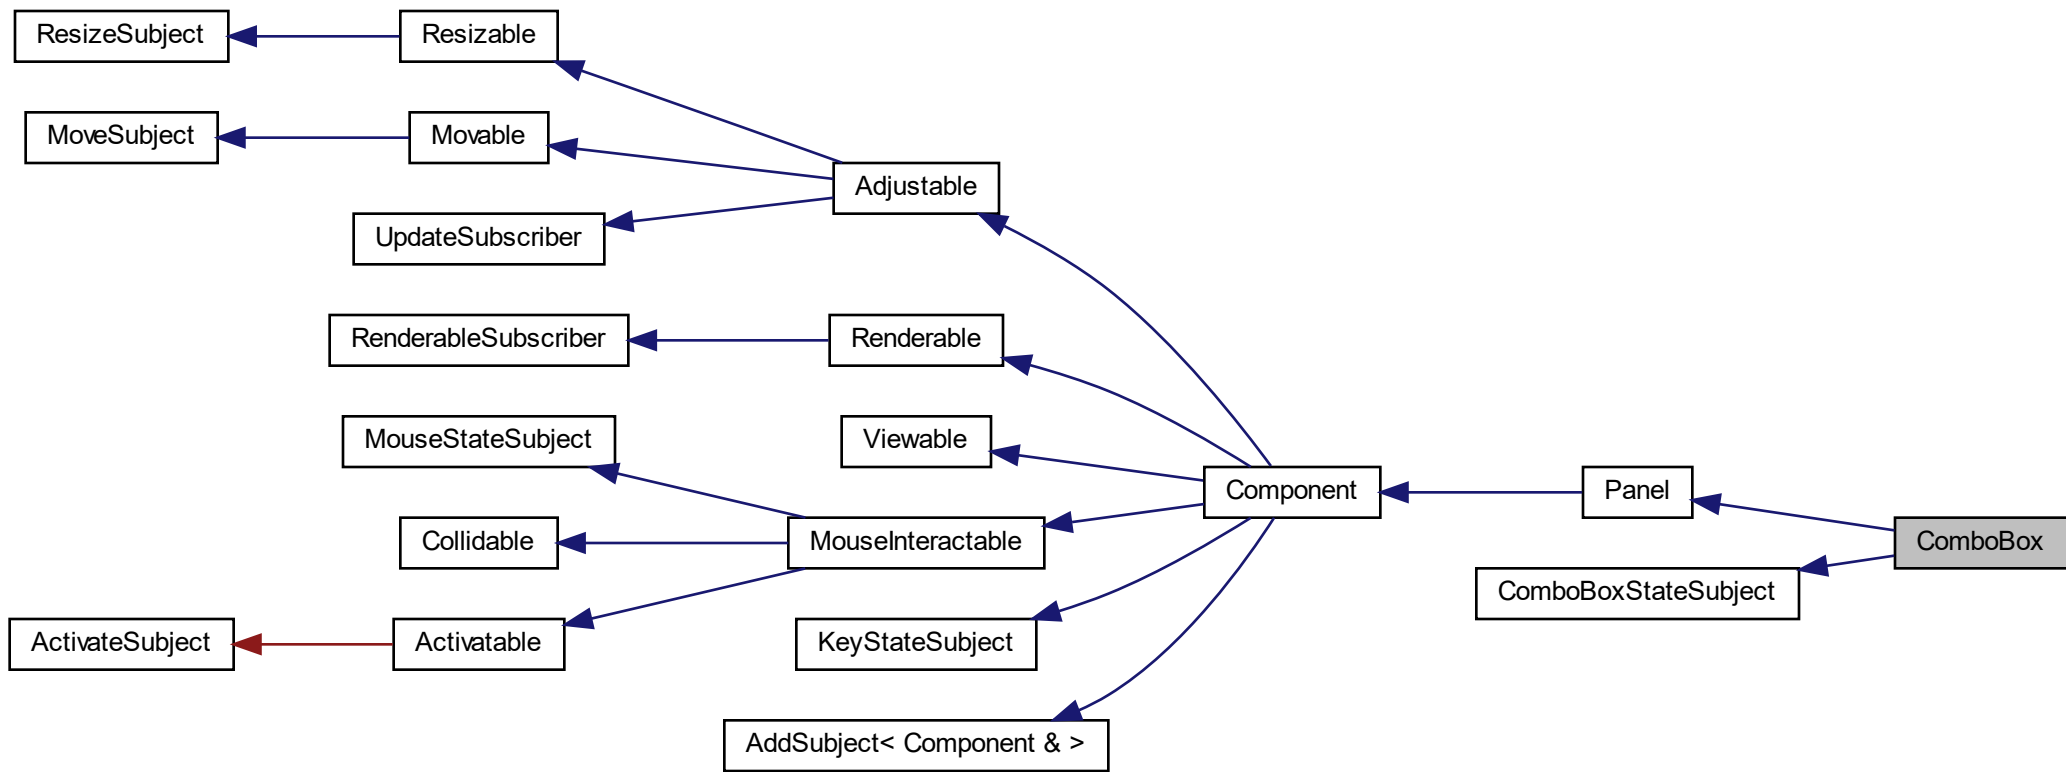 ResizeSubject
Resizable
MoveSubject
Movable
Adjustable
UpdateSubscriber
RenderableSubscriber
Renderable
MouseStateSubject
Viewable
Component
Panel
Collidable
MouseInteractable
ComboBox
ComboBoxStateSubject
ActivateSubject
Activatable
KeyStateSubject
AddSubject< Component & >